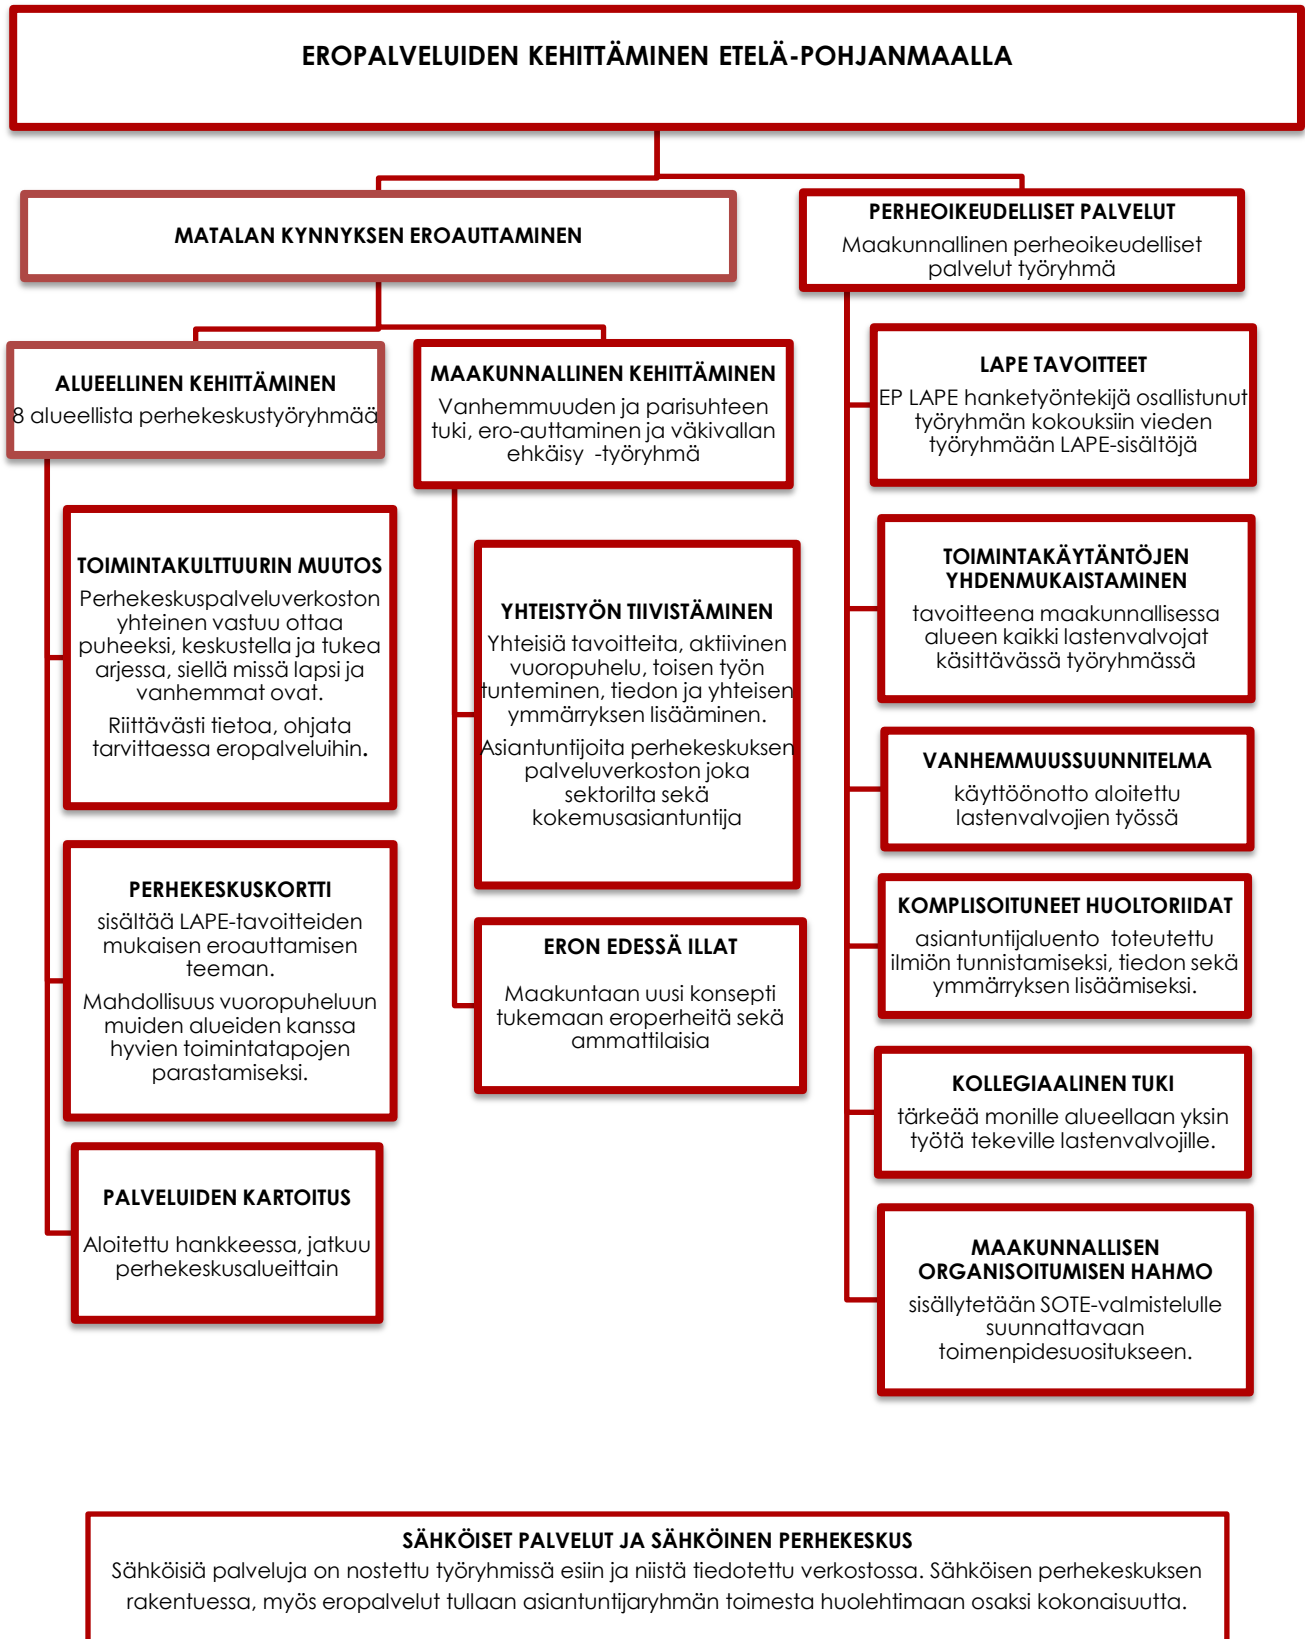 EROPALVELUIDEN KEHITTÄMINEN ETELÄ-POHJANMAALLA
MATALAN KYNNYKSEN EROAUTTAMINEN
ALUEELLINEN KEHITTÄMINEN
8 alueellista perhekeskustyöryhmää
TOIMINTAKULTTUURIN MUUTOS
Perhekeskuspalveluverkoston
yhteinen vastuu ottaa
puheeksi, keskustella ja tukea
arjessa, siellä missä lapsi ja
vanhemmat ovat.
Riittävästi tietoa, ohjata
tarvittaessa eropalveluihin.
PERHEKESKUSKORTTI
sisältää LAPE-tavoitteiden
mukaisen eroauttamisen
teeman.
Mahdollisuus vuoropuheluun
muiden alueiden kanssa
hyvien toimintatapojen
parastamiseksi.
PALVELUIDEN KARTOITUS
Aloitettu hankkeessa, jatkuu
perhekeskusalueittain
MAAKUNNALLINEN KEHITTÄMINEN
Vanhemmuuden ja parisuhteen
tuki, ero-auttaminen ja väkivallan
ehkäisy -työryhmä
YHTEISTYÖN TIIVISTÄMINEN
Yhteisiä tavoitteita, aktiivinen
vuoropuhelu, toisen työn
tunteminen, tiedon ja yhteisen
ymmärryksen lisääminen.
Asiantuntijoita perhekeskuksen
palveluverkoston joka
sektorilta sekä
kokemusasiantuntija
ERON EDESSÄ ILLAT
Maakuntaan uusi konsepti
tukemaan eroperheitä sekä
ammattilaisia
PERHEOIKEUDELLISET PALVELUT
Maakunnallinen perheoikeudelliset
palvelut työryhmä
LAPE TAVOITTEET
EP LAPE hanketyöntekijä osallistunut
työryhmän kokouksiin vieden
työryhmään LAPE-sisältöjä
TOIMINTAKÄYTÄNTÖJEN
YHDENMUKAISTAMINEN
tavoitteena maakunnallisessa
alueen kaikki lastenvalvojat
käsittävässä työryhmässä
VANHEMMUUSSUUNNITELMA
käyttöönotto aloitettu
lastenvalvojien työssä
KOMPLISOITUNEET HUOLTORIIDAT
asiantuntijaluento toteutettu
ilmiön tunnistamiseksi, tiedon sekä
ymmärryksen lisäämiseksi.
KOLLEGIAALINEN TUKI
tärkeää monille alueellaan yksin
työtä tekeville lastenvalvojille.
MAAKUNNALLISEN
ORGANISOITUMISEN HAHMO
sisällytetään SOTE-valmistelulle
suunnattavaan
toimenpidesuositukseen.
SÄHKÖISET PALVELUT JA SÄHKÖINEN PERHEKESKUS
Sähköisiä palveluja on nostettu työryhmissä esiin ja niistä tiedotettu verkostossa. Sähköisen perhekeskuksen
rakentuessa, myös eropalvelut tullaan asiantuntijaryhmän toimesta huolehtimaan osaksi kokonaisuutta.